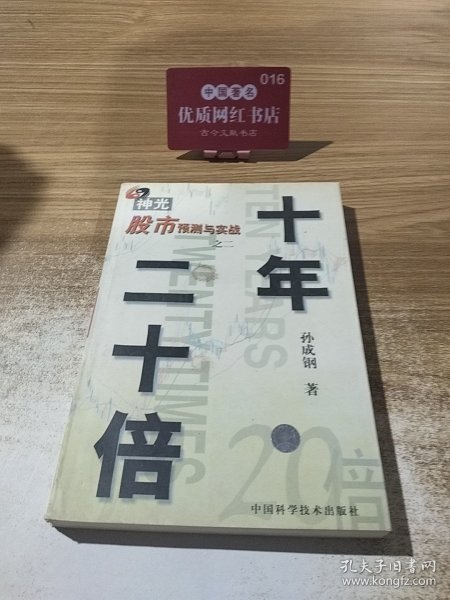 016
中国著名
优质网红书店
古今文献书店
神光
股市预测与实战
之二
十年
二十倍
TEN YEARS
TWENTY TIMES
孙成钢 著
20倍
中国科学技术出版社
孔夫子旧书网
www.kongfz.com